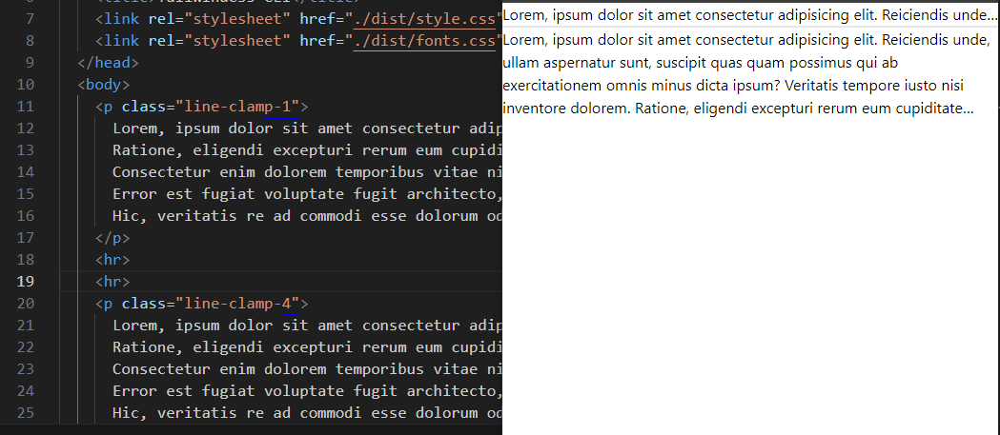 6 <title>Tailwindcss CLI</title>
7 <link rel="stylesheet" href="./dist/style.css"
8 <link rel="stylesheet" href="./dist/fonts.css"
9 </head>
10 <body>
11 <p class="line-clamp-1">
12 Lorem, ipsum dolor sit amet consectetur adip
13 Ratione, eligendi excepturi rerum eum cupidi
14 Consectetur enim dolorem temporibus vitae ni
15 Error est fugiat voluptate fugit architecto,
16 Hic, veritatis re ad commodi esse dolorum od
17 </p>
18 <hr>
19 <hr>
20 <p class="line-clamp-4">
21 Lorem, ipsum dolor sit amet consectetur adip
22 Ratione, eligendi excepturi rerum eum cupidi
23 Consectetur enim dolorem temporibus vitae ni
24 Error est fugiat voluptate fugit architecto,
25 Hic, veritatis re ad commodi esse dolorum od
Lorem, ipsum dolor sit amet consectetur adipisicing elit. Reiciendis unde...
Lorem, ipsum dolor sit amet consectetur adipisicing elit. Reiciendis unde,
ullam aspernatur sunt, suscipit quas quam possimus qui ab
exercitationem omnis minus dicta ipsum? Veritatis tempore iusto nisi
inventore dolorem. Ratione, eligendi excepturi rerum eum cupiditate...